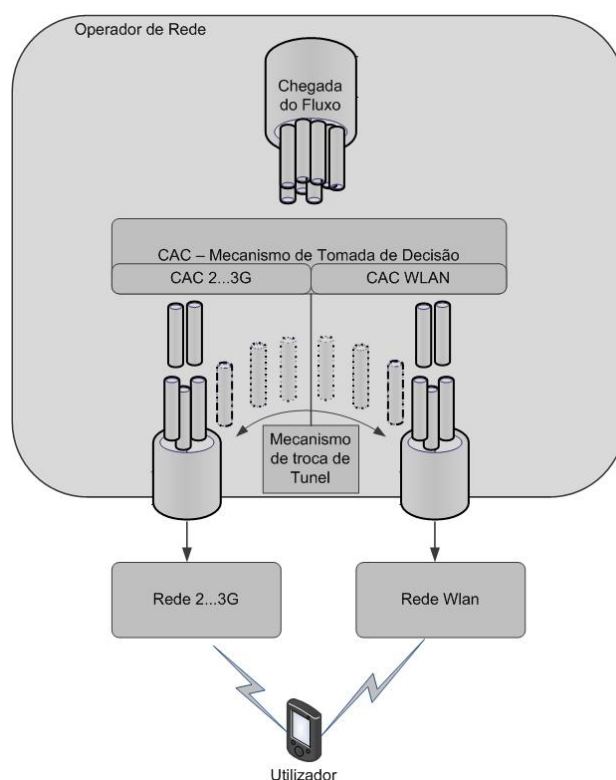 Operador de Rede
Chegada
do Fluxo
CAC – Mecanismo de Tomada de Decisão
CAC 2...3G
CAC WLAN
Mecanismo
de troca de
Tunel
Rede 2...3G
Rede Wlan
Utilizador